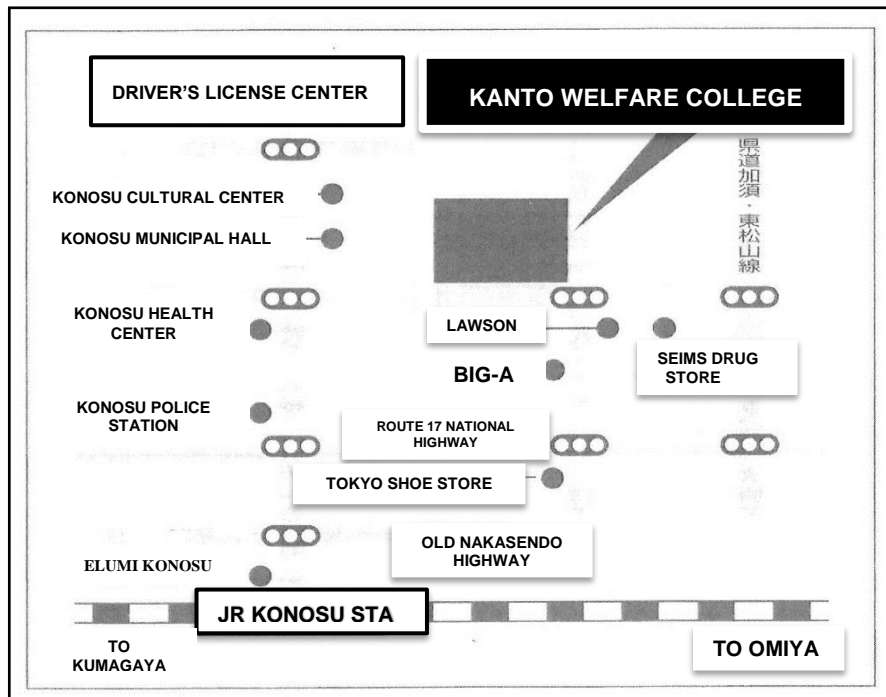 DRIVER’S LICENSE CENTER
KANTO WELFARE COLLEGE
県道加須・東松山線
KONOSU CULTURAL CENTER
KONOSU MUNICIPAL HALL
KONOSU HEALTH
CENTER
LAWSON
SEIMS DRUG
STORE
BIG-A
KONOSU POLICE
STATION
ROUTE 17 NATIONAL
HIGHWAY
TOKYO SHOE STORE
OLD NAKASENDO
HIGHWAY
ELUMI KONOSU
JR KONOSU STA
TO
KUMAGAYA
TO OMIYA